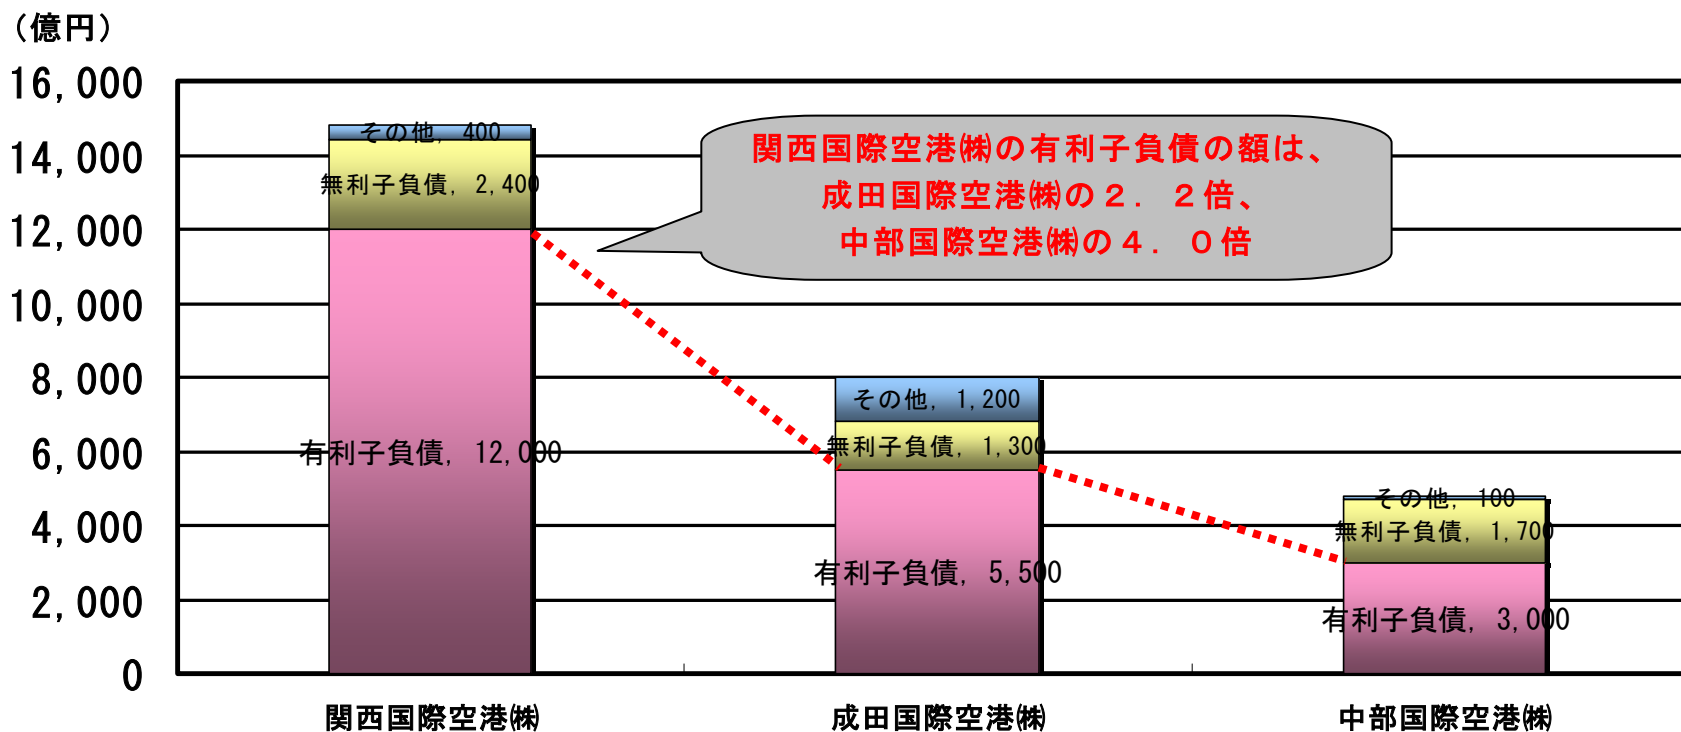 （億円）
16,000
14,000
12,000
10,000
8,000
6,000
4,000
2,000
0
その他, 400
無利子負債, 2,400
有利子負債, 12,000
関西国際空港㈱の有利子負債の額は、
成田国際空港㈱の２．２倍、
中部国際空港㈱の４．０倍
その他, 1,200
無利子負債, 1,300
有利子負債, 5,500
その他, 100
無利子負債, 1,700
有利子負債, 3,000
関西国際空港㈱
成田国際空港㈱
中部国際空港㈱